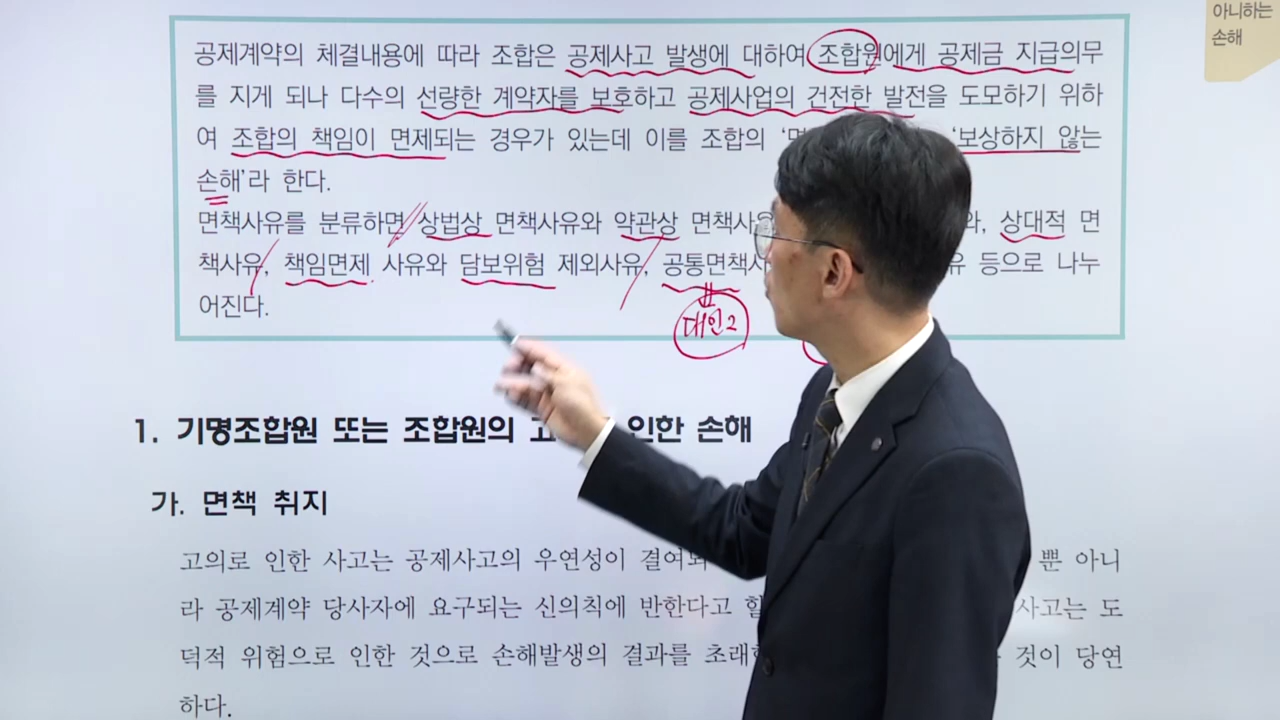 아니하는
손해
공제계약의 체결내용에 따라 조합은 공제사고 발생에 대하여 조합원에게 공제금 지급의무
를 지게 되나 다수의 선량한 계약자를 보호하고 공제사업의 건전한 발전을 도모하기 위하
여 조합의 책임이 면제되는 경우가 있는데 이를 조합의 '면 '보상하지 않는
손해'라 한다.
면책사유를 분류하면 상법상 면책사유와 약관상 면책사유 와, 상대적 면
책사유, 책임면제 사유와 담보위험 제외사유, 공통면책사 유 등으로 나누
어진다.
대인2
1. 기명조합원 또는 조합원의 고 인한 손해
가. 면책 취지
고의로 인한 사고는 공제사고의 우연성이 결여되 뿐 아니
라 공제계약 당사자에 요구되는 신의칙에 반한다고 할 사고는 도
덕적 위험으로 인한 것으로 손해발생의 결과를 초래한 것이 당연
하다.